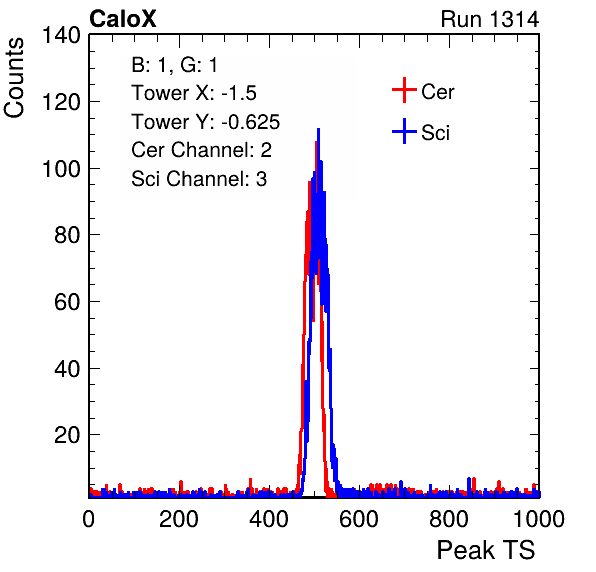 CaloX
Run 1314
Counts
140
120
100
80
60
40
20
B: 1, G: 1
Tower X: -1.5
Tower Y: -0.625
Cer Channel: 2
Sci Channel: 3
Cer
Sci
0 200 400 600 800 1000
Peak TS